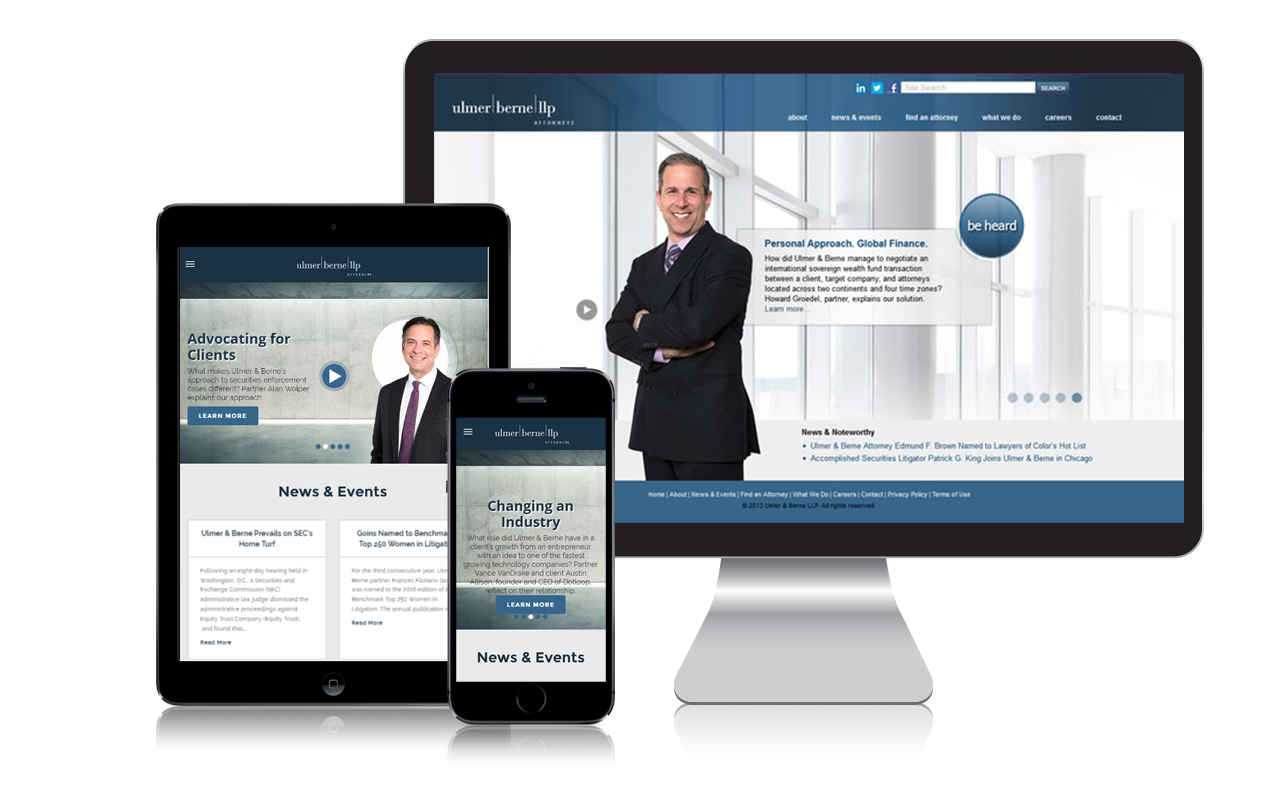 ulmer|berne|llp
ATTORNEYS
in
f
Site Search
SEARCH
about
news & events
find an attorney
what we do
careers
contact
be heard
Personal Approach. Global Finance.
How did Ulmer & Berne manage to negotiate an
international sovereign wealth fund transaction
between a client, target company, and attorneys
located across two continents and four time zones?
Howard Groedel, partner, explains our solution.
Learn more...
News & Noteworthy
• Ulmer & Berne Attorney Edmund F. Brown Named to Lawyers of Color's Hot List
• Accomplished Securities Litigator Patrick G. King Joins Ulmer & Berne in Chicago
Home | About | News & Events | Find an Attorney | What We Do | Careers | Contact | Privacy Policy | Terms of Use
© 2013 Ulmer & Berne LLP. All rights reserved.
ulmer|berne|llp
ATTORNEYS
Advocating for
Clients
What makes Ulmer & Berne's
approach to securities enforcement
cases different? Partner Alan Wolper
explains our approach.
LEARN MORE
News & Events
Ulmer & Berne Prevails on SEC's
Home Turf
Following an eight-day hearing held in
Washington, D.C., a Securities and
Exchange Commission (SEC)
administrative law judge dismissed the
administrative proceedings against
Equity Trust Company (Equity Trust)
and found that...
Read More
Goins Named to Benchma
Top 250 Women in Litigat
For the third consecutive year, Ulm
Berne partner Frances Floriano Go
was named to the 2016 edition of
Benchmark Top 250 Women in
Litigation. The annual publication
Read More
ulmer|berne|llp
ATTORNEYS
Changing an
Industry
What role did Ulmer & Berne have in a
client's growth from an entrepreneur
with an idea to one of the fastest
growing technology companies? Partner
Vance VanDrake and client Austin
Allison, founder and CEO of Dotloop,
reflect on their relationship.
LEARN MORE
News & Events